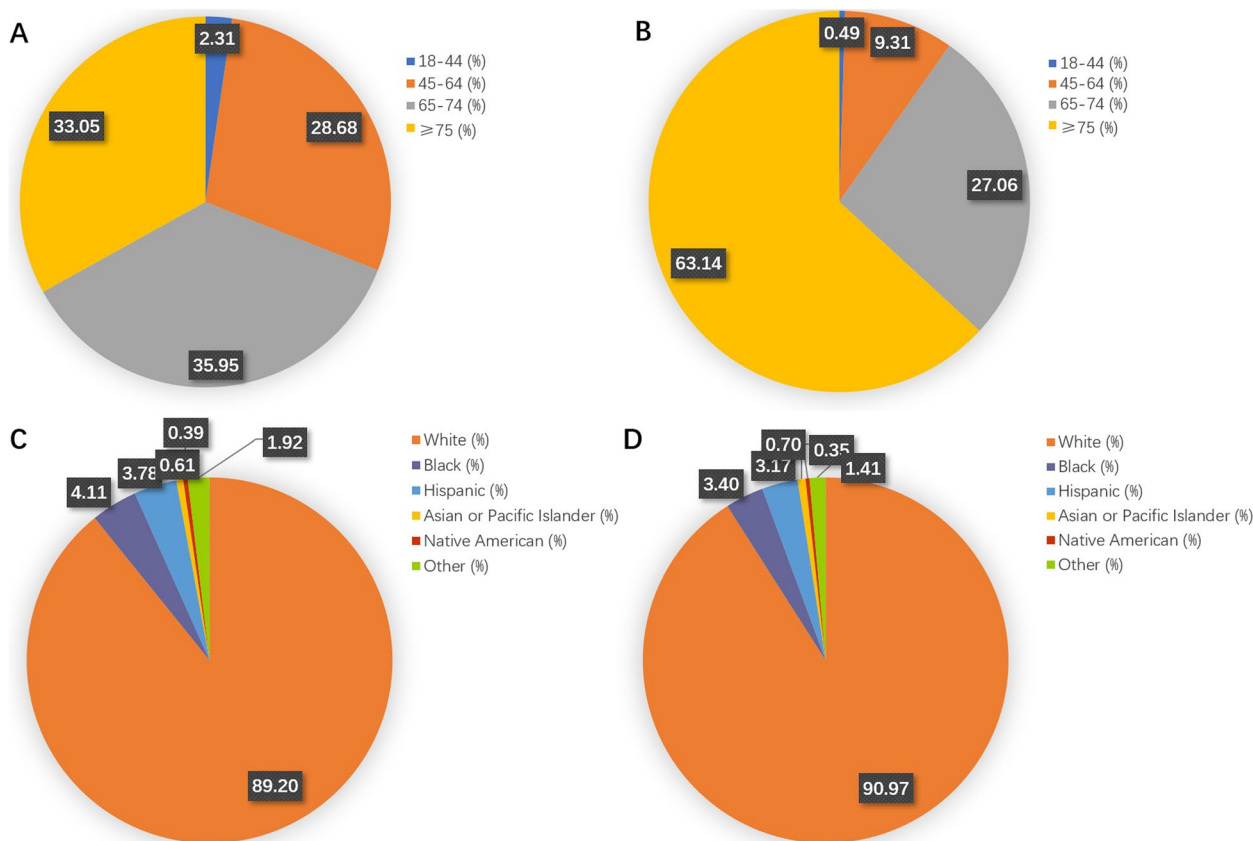 A
2.31
28.68
33.05
35.95
18-44 (%)
45-64 (%)
65-74 (%)
≥75 (%)
B
0.49
9.31
27.06
63.14
18-44 (%)
45-64 (%)
65-74 (%)
≥75 (%)
C
0.39
1.92
3.78
0.61
4.11
89.20
White (%)
Black (%)
Hispanic (%)
Asian or Pacific Islander (%)
Native American (%)
Other (%)
D
0.70
0.35
3.17
1.41
3.40
90.97
White (%)
Black (%)
Hispanic (%)
Asian or Pacific Islander (%)
Native American (%)
Other (%)